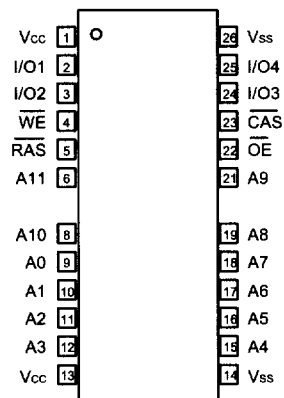 Vcc 1 26 Vss
I/O1 2 25 I/O4
I/O2 3 24 I/O3
WE 4 23 CAS
RAS 5 22 OE
A11 6 21 A9
A10 8 19 A8
A0 9 18 A7
A1 10 17 A6
A2 11 16 A5
A3 12 15 A4
Vcc 13 14 Vss